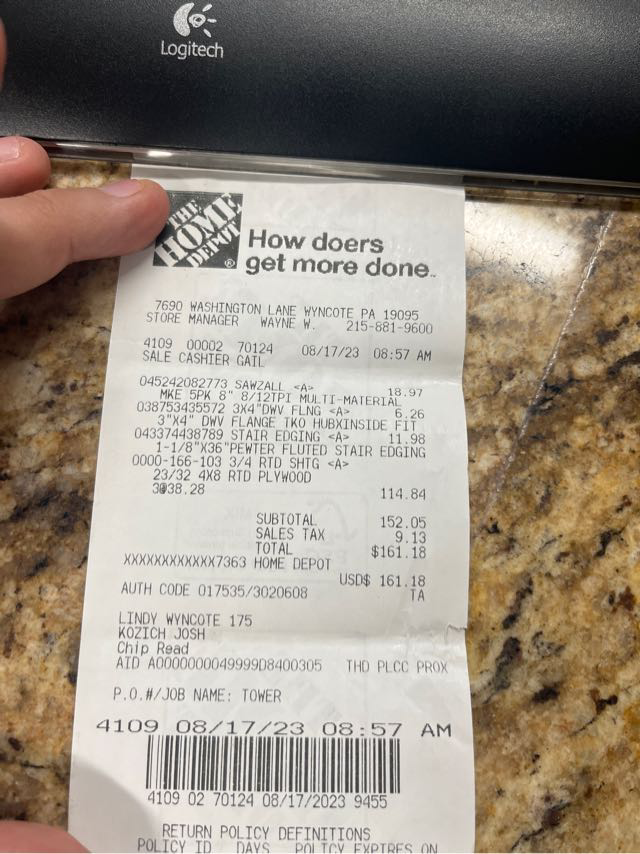 Logitech
THE
HOME
DEPOT
How doers
get more done.
7690 WASHINGTON LANE WYNCOTE PA 19095
STORE MANAGER WAYNE W. 215-881-9600
4109 00002 70124 08/17/23 08:57 AM
SALE CASHIER GAIL
045242082773 SAWZALL <A> 18.97
MKE 5PK 8" 8/12TPI MULTI-MATERIAL
038753435572 3X4"DWV FLNG <A> 6.26
3"X4" DWV FLANGE TKO HUBXINSIDE FIT
043374438789 STAIR EDGING <A> 11.98
1-1/8"X36"PEWTER FLUTED STAIR EDGING
0000-166-103 3/4 RTD SHTG <A>
23/32 4X8 RTD PLYWOOD
3@38.28 114.84
SUBTOTAL 152.05
SALES TAX 9.13
TOTAL $161.18
XXXXXXXXXXXX7363 HOME DEPOT
USD$ 161.18
AUTH CODE 017535/3020608 TA
LINDY WYNCOTE 175
KOZICH JOSH
Chip Read
AID A0000000049999D8400305 THD PLCC PROX
P.O.#/JOB NAME: TOWER
4109 08/17/23 08:57 AM
4109 02 70124 08/17/2023 9455
RETURN POLICY DEFINITIONS
POLICY ID DAYS POLICY EXPIRES ON